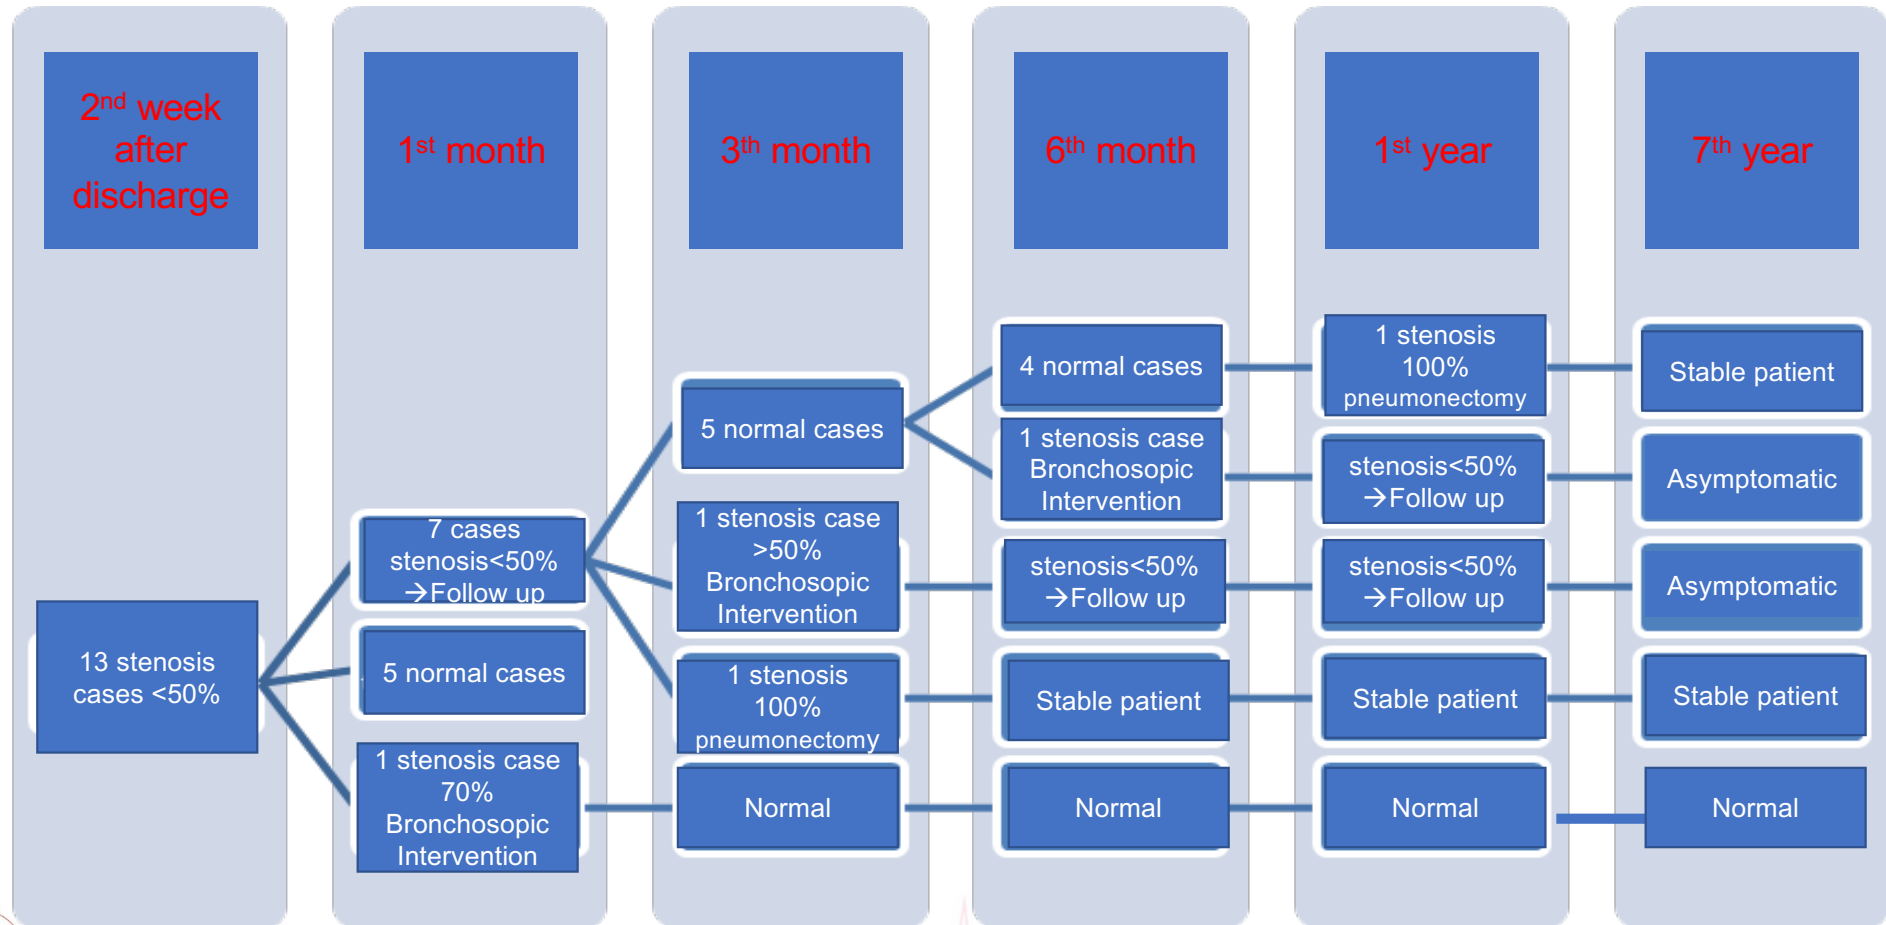 2nd week
after
discharge
1st month
3th month
6th month
1st year
7th year
13 stenosis
cases <50%
7 cases
stenosis<50%
→Follow up
5 normal cases
1 stenosis case
70%
Bronchosopic
Intervention
5 normal cases
1 stenosis case
>50%
Bronchosopic
Intervention
1 stenosis
100%
pneumonectomy
Normal
4 normal cases
1 stenosis case
Bronchosopic
Intervention
stenosis<50%
→Follow up
Stable patient
Normal
1 stenosis
100%
pneumonectomy
stenosis<50%
→Follow up
stenosis<50%
→Follow up
Stable patient
Normal
Stable patient
Asymptomatic
Asymptomatic
Stable patient
Normal